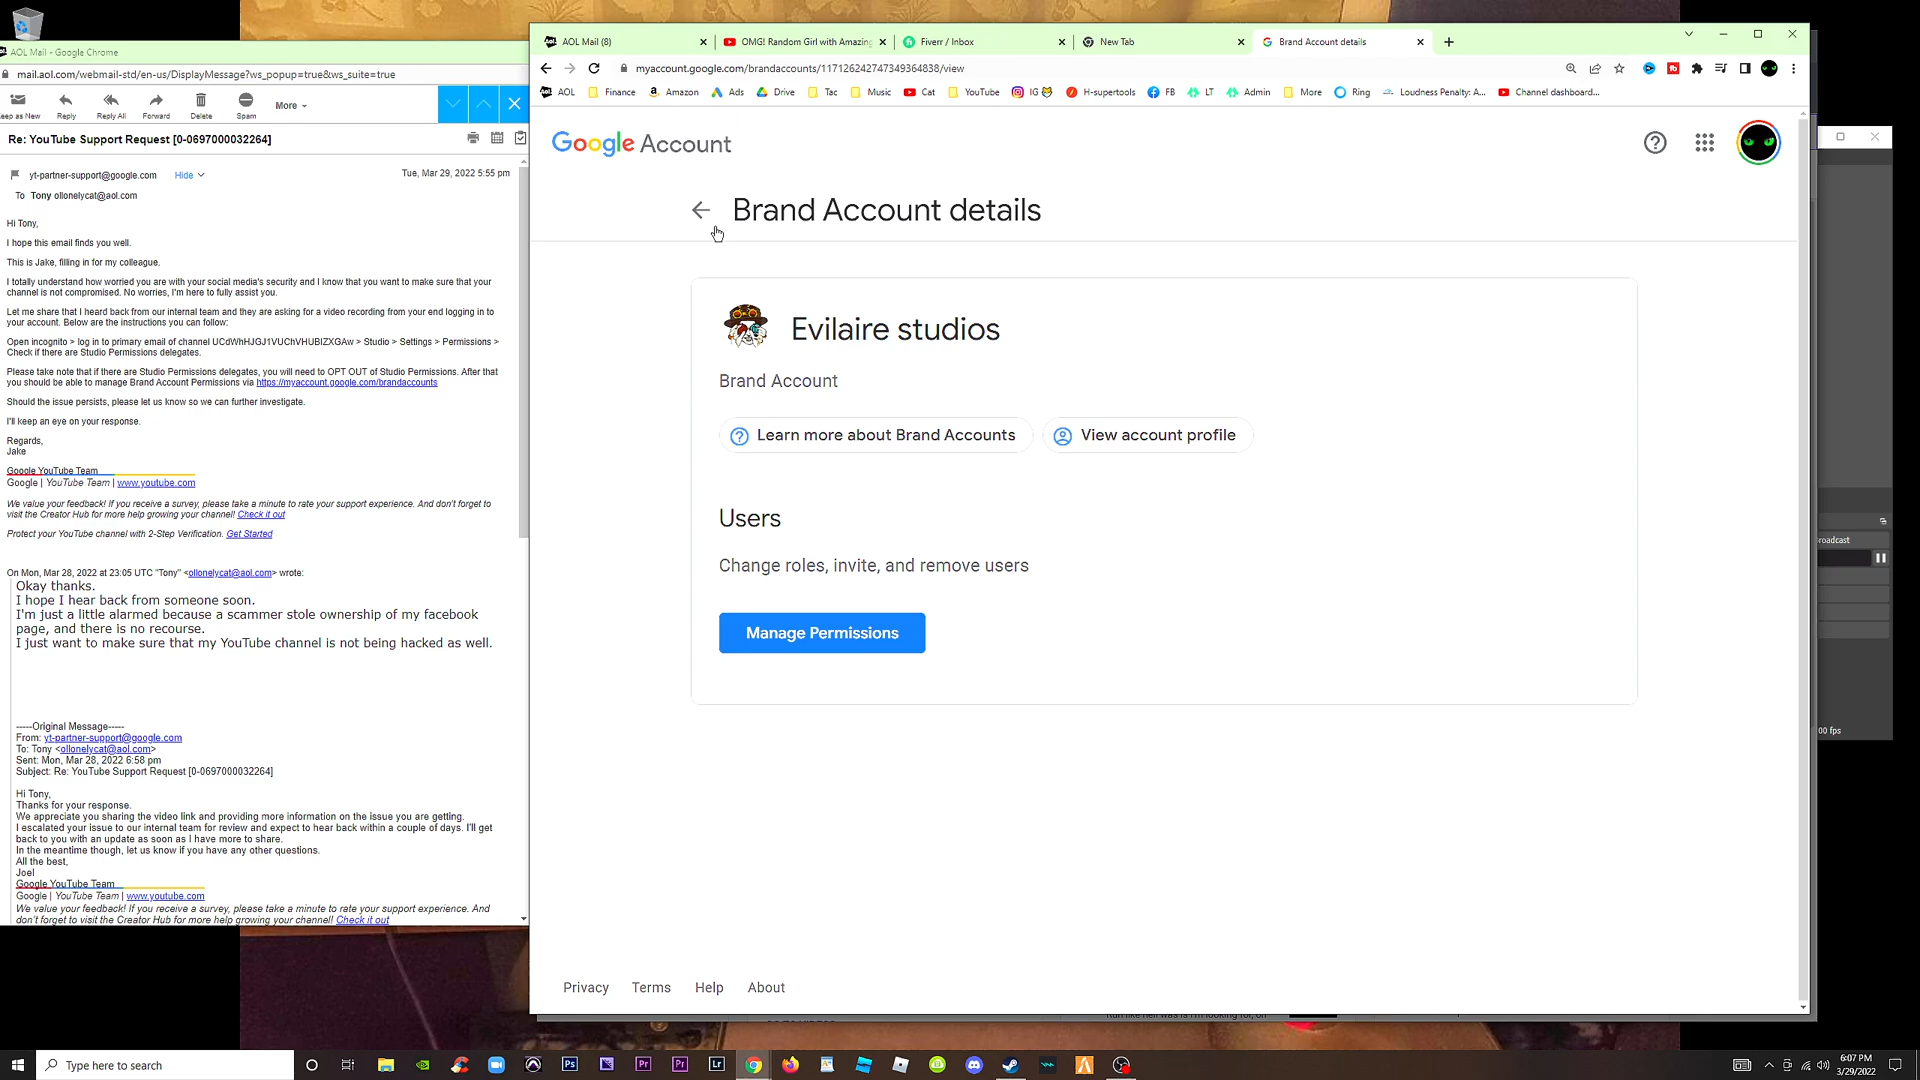 AOL Mail - Google Chrome
mail.aol.com/webmail-std/en-us/DisplayMessage?ws_popup=true&ws_suite=true
Reply
Reply All
Forward
Delete
Spam
More
Re: YouTube Support Request [0-0697000032264]
yt-partner-support@google.com Hide
Tue, Mar 29, 2022 5:55 pm
To Tony ollonelycat@aol.com
Hi Tony,
I hope this email finds you well.
This is Jake, filling in for my colleague.
I totally understand how worried you are with your social media's security and I know that you want to make sure that your
channel is not compromised. No worries, I'm here to fully assist you.
Let me share that I heard back from our internal team and they are asking for a video recording from your end logging in to
your account. Below are the instructions you can follow:
Open incognito > log in to primary email of channel UCdWhHJGJ1VUChVHUBIZXGAw > Studio > Settings > Permissions >
Check if there are Studio Permissions delegates.
Please take note that if there are Studio Permissions delegates, you will need to OPT OUT of Studio Permissions. After that
you should be able to manage Brand Account Permissions via https://myaccount.google.com/brandaccounts
Should the issue persists, please let us know so we can further investigate.
I'll keep an eye on your response.
Regards,
Jake
Google YouTube Team
Google | YouTube Team | www.youtube.com
We value your feedback! If you receive a survey, please take a minute to rate your support experience. And don't forget to
visit the Creator Hub for more help growing your channel! Check it out
Protect your YouTube channel with 2-Step Verification. Get Started
On Mon, Mar 28, 2022 at 23:05 UTC "Tony" <ollonelycat@aol.com> wrote:
Okay thanks.
I hope I hear back from someone soon.
I'm just a little alarmed because a scammer stole ownership of my facebook
page, and there is no recourse.
I just want to make sure that my YouTube channel is not being hacked as well.
-----Original Message-----
From: yt-partner-support@google.com
To: Tony <ollonelycat@aol.com>
Sent: Mon, Mar 28, 2022 6:58 pm
Subject: Re: YouTube Support Request [0-0697000032264]
Hi Tony,
Thanks for your response.
We appreciate you sharing the video link and providing more information on the issue you are getting.
I escalated your issue to our internal team for review and expect to hear back within a couple of days. I'll get
back to you with an update as soon as I have more to share.
In the meantime though, let us know if you have any other questions.
All the best,
Joel
Google YouTube Team
Google | YouTube Team | www.youtube.com
We value your feedback! If you receive a survey, please take a minute to rate your support experience. And
don't forget to visit the Creator Hub for more help growing your channel! Check it out
AOL Mail (8)
OMG! Random Girl with Amazing
Fiverr / Inbox
New Tab
Brand Account details
myaccount.google.com/brandaccounts/117126242747349364838/view
AOL Finance Amazon Ads Drive Tac Music Cat YouTube IG H-supertools FB LT Admin More Ring Loudness Penalty: A... Channel dashboard...
Google Account
Brand Account details
Evilaire studios
Brand Account
Learn more about Brand Accounts
View account profile
Users
Change roles, invite, and remove users
Manage Permissions
Privacy Terms Help About
00 fps
Type here to search
6:07 PM
3/29/2022